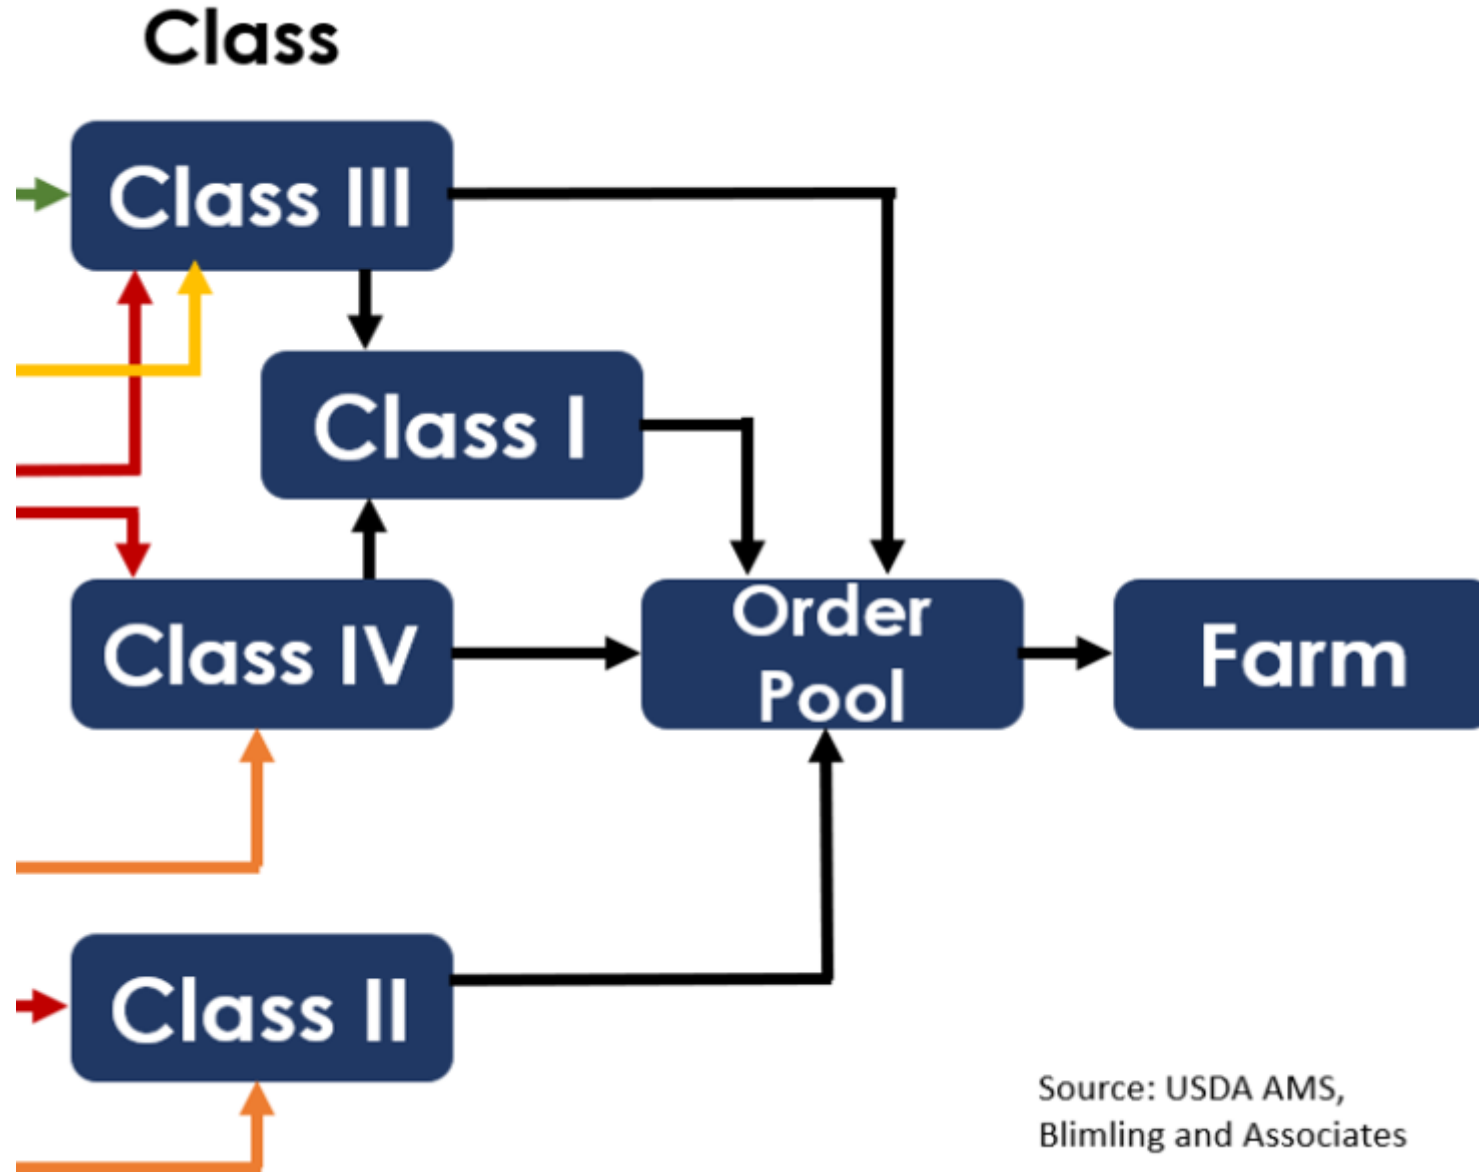 Class
Class III
Class I
Class IV
Order
Pool
Farm
Class II
Source: USDA AMS,
Blimling and Associates